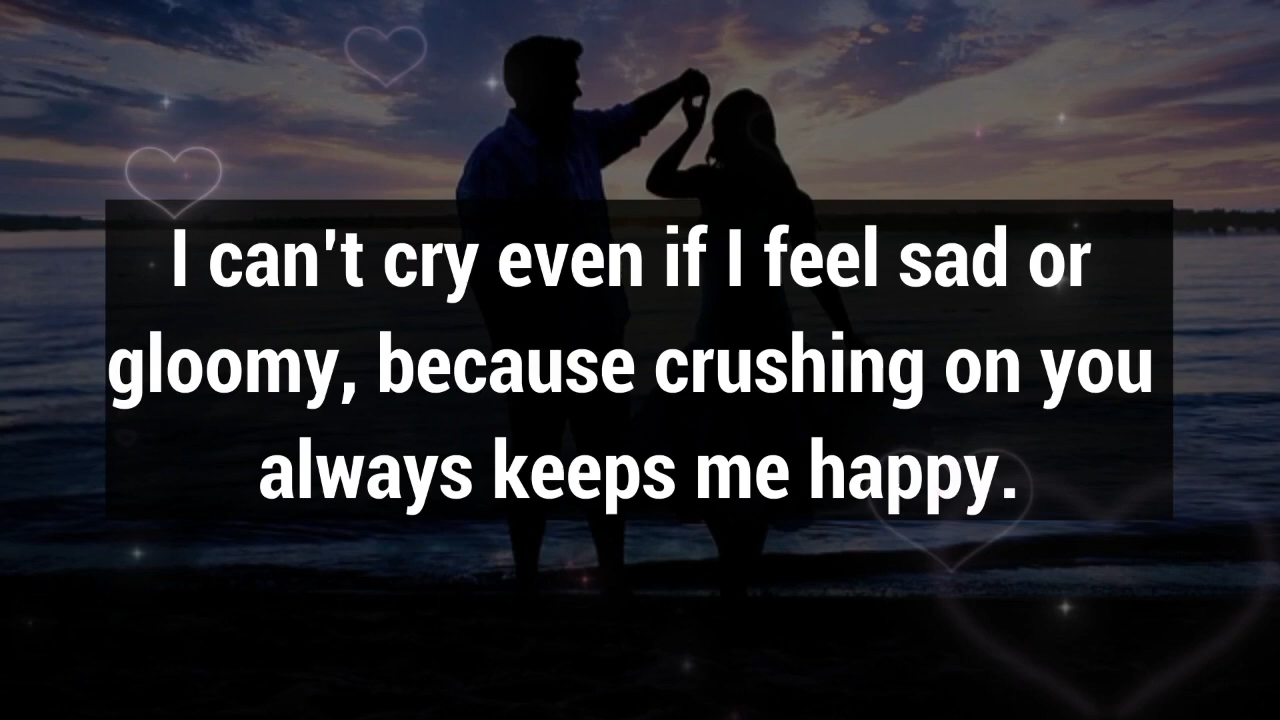 I can't cry even if I feel sad or
gloomy, because crushing on you
always keeps me happy.